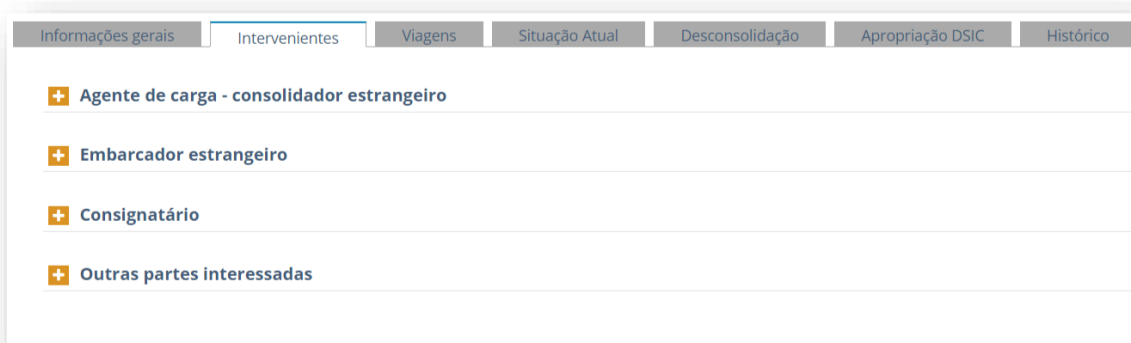 Informações gerais Intervenientes Viagens Situação Atual Desconsolidação Apropriação DSIC Histórico
Agente de carga - consolidador estrangeiro
Embarcador estrangeiro
Consignatário
Outras partes interessadas